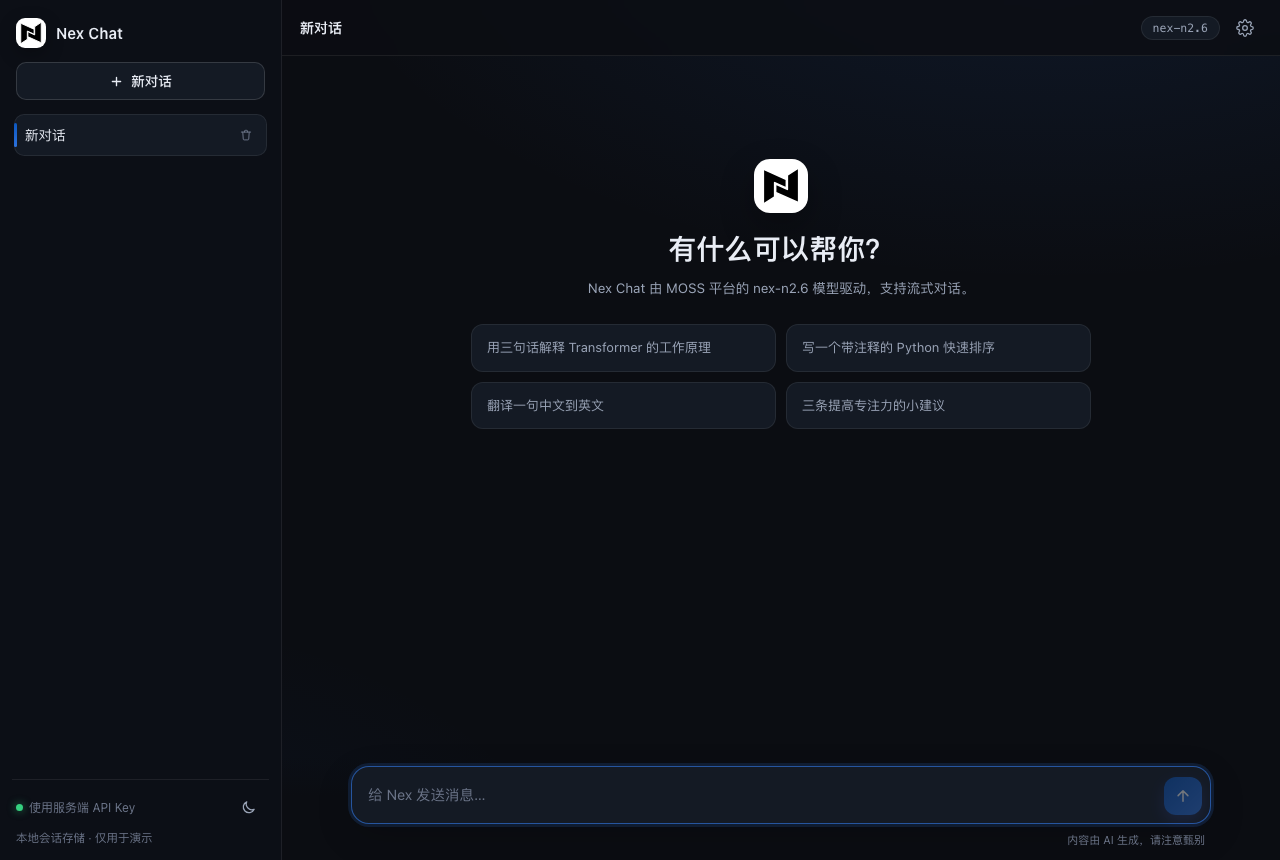 Nex Chat
新对话
新对话
使用服务端 API Key
本地会话存储 · 仅用于演示
新对话
nex-n2.6
有什么可以帮你?
Nex Chat 由 MOSS 平台的 nex-n2.6 模型驱动，支持流式对话。
用三句话解释 Transformer 的工作原理
写一个带注释的 Python 快速排序
翻译一句中文到英文
三条提高专注力的小建议
给 Nex 发送消息...
内容由 AI 生成，请注意甄别